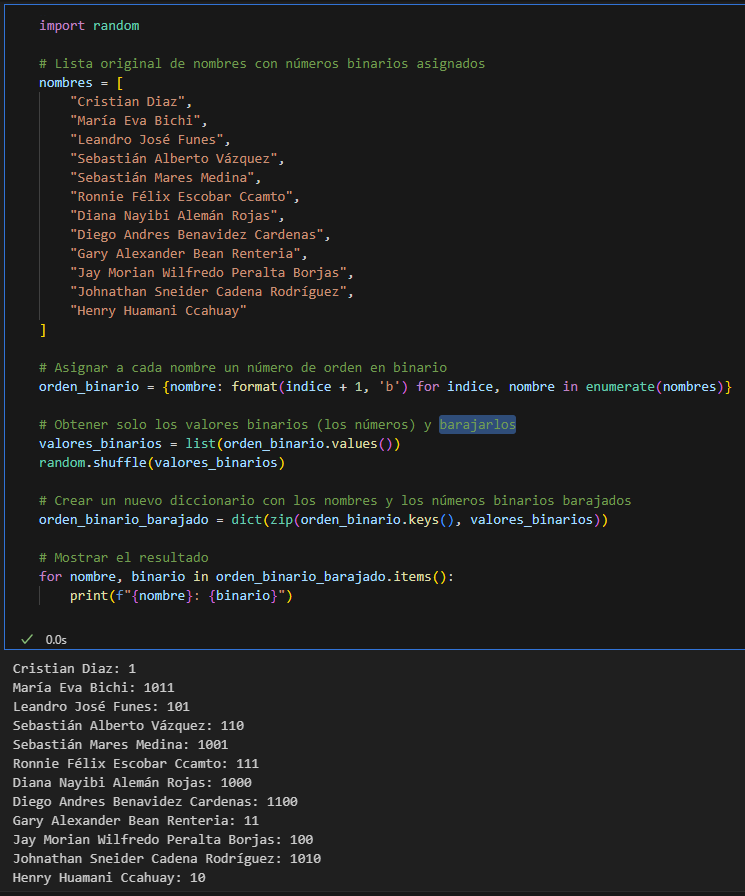 import random
# Lista original de nombres con números binarios asignados
nombres = [
"Cristian Diaz",
"María Eva Bichi",
"Leandro José Funes",
"Sebastián Alberto Vázquez",
"Sebastián Mares Medina",
"Ronnie Félix Escobar Ccamto",
"Diana Nayibi Alemán Rojas",
"Diego Andres Benavidez Cardenas",
"Gary Alexander Bean Renteria",
"Jay Morian Wilfredo Peralta Borjas",
"Johnathan Sneider Cadena Rodríguez",
"Henry Huamani Ccahuay"
]
# Asignar a cada nombre un número de orden en binario
orden_binario = {nombre: format(indice + 1, 'b') for indice, nombre in enumerate(nombres)}
# Obtener solo los valores binarios (los números) y barajarlos
valores_binarios = list(orden_binario.values())
random.shuffle(valores_binarios)
# Crear un nuevo diccionario con los nombres y los números binarios barajados
orden_binario_barajado = dict(zip(orden_binario.keys(), valores_binarios))
# Mostrar el resultado
for nombre, binario in orden_binario_barajado.items():
print(f"{nombre}: {binario}")
0.0s
Cristian Diaz: 1
María Eva Bichi: 1011
Leandro José Funes: 101
Sebastián Alberto Vázquez: 110
Sebastián Mares Medina: 1001
Ronnie Félix Escobar Ccamto: 111
Diana Nayibi Alemán Rojas: 1000
Diego Andres Benavidez Cardenas: 1100
Gary Alexander Bean Renteria: 11
Jay Morian Wilfredo Peralta Borjas: 100
Johnathan Sneider Cadena Rodríguez: 1010
Henry Huamani Ccahuay: 10